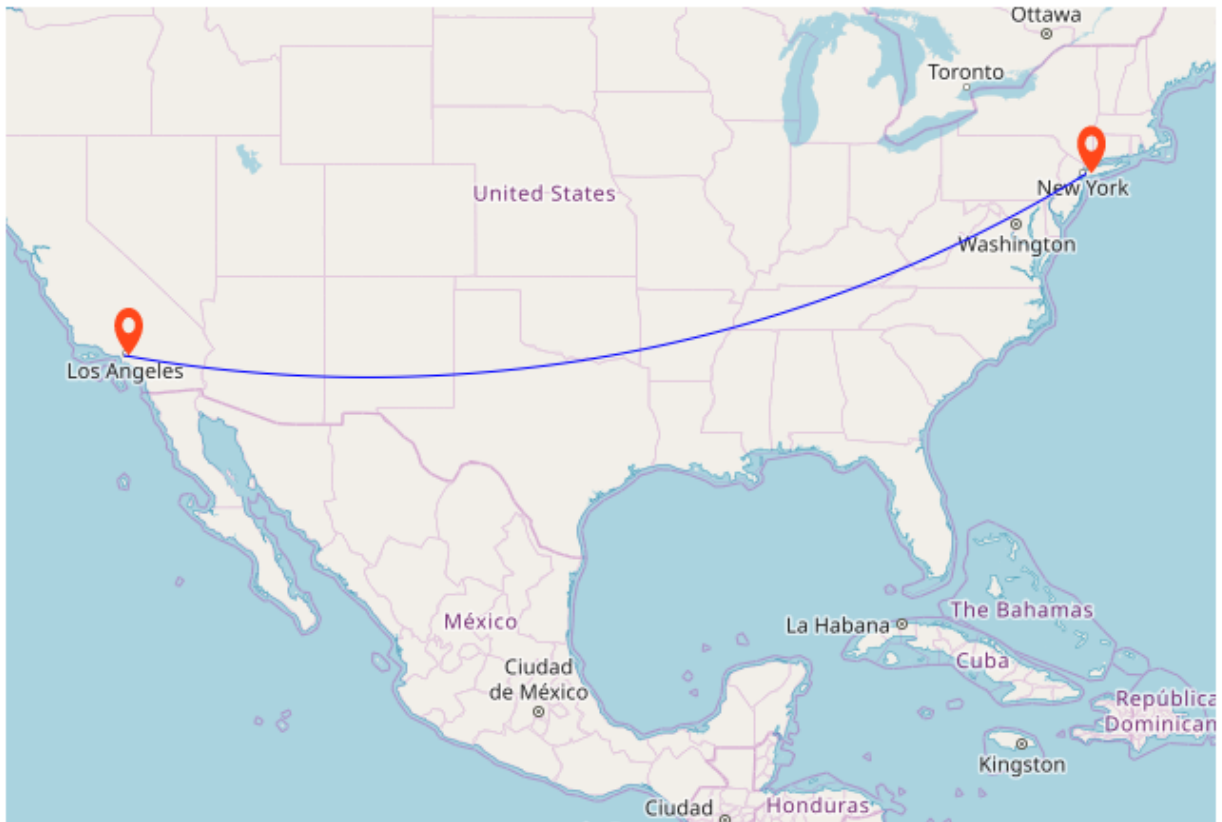 Ottawa
Toronto
United States
New York
Washington
Los Angeles
La Habana
The Bahamas
México
Cuba
Ciudad
de México
República
Dominican
Kingston
Ciudad
Honduras